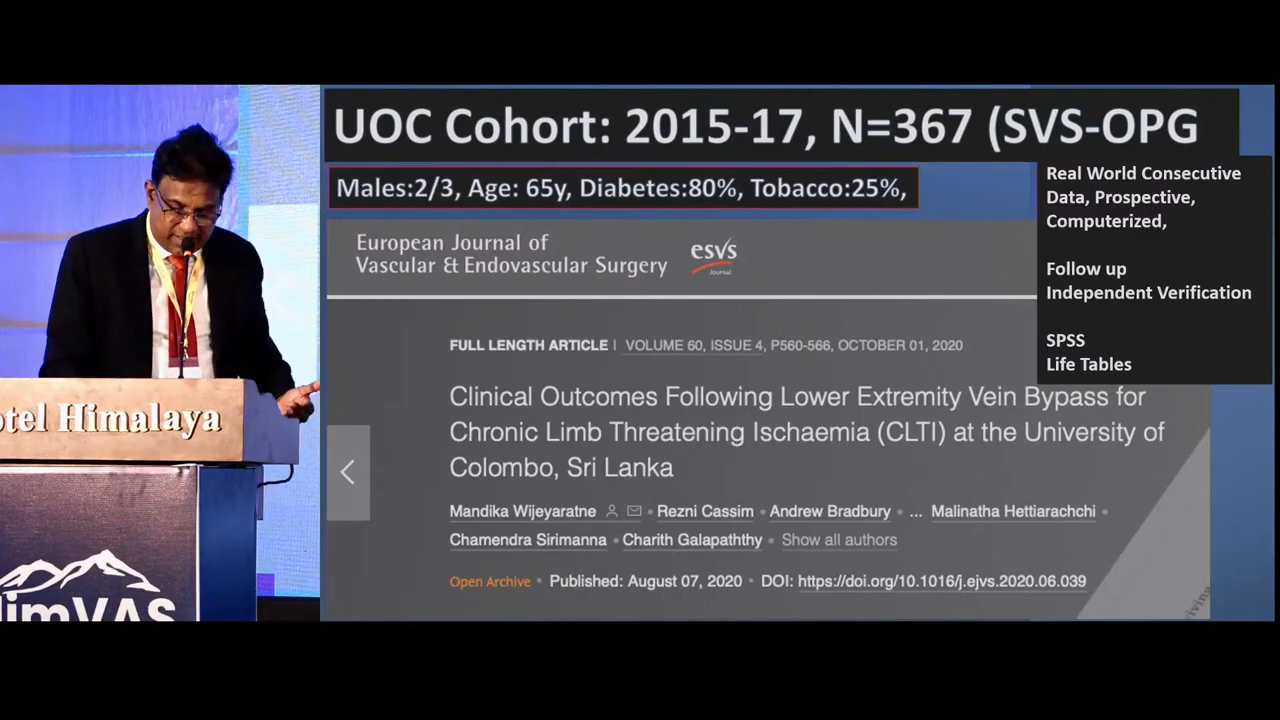 UOC Cohort: 2015-17, N=367 (SVS-OPG
Males:2/3, Age: 65y, Diabetes:80%, Tobacco:25%,
Real World Consecutive
Data, Prospective,
Computerized,
Follow up
Independent Verification
SPSS
Life Tables
European Journal of
Vascular & Endovascular Surgery
esvs
Journal
FULL LENGTH ARTICLE | VOLUME 60, ISSUE 4, P560-566, OCTOBER 01, 2020
Clinical Outcomes Following Lower Extremity Vein Bypass for
Chronic Limb Threatening Ischaemia (CLTI) at the University of
Colombo, Sri Lanka
Mandika Wijeyaratne • Rezni Cassim • Andrew Bradbury • ... Malinatha Hettiarachchi •
Chamendra Sirimanna • Charith Galapaththy • Show all authors
Open Archive • Published: August 07, 2020 • DOI: https://doi.org/10.1016/j.ejvs.2020.06.039
otel Himalaya
imVAS